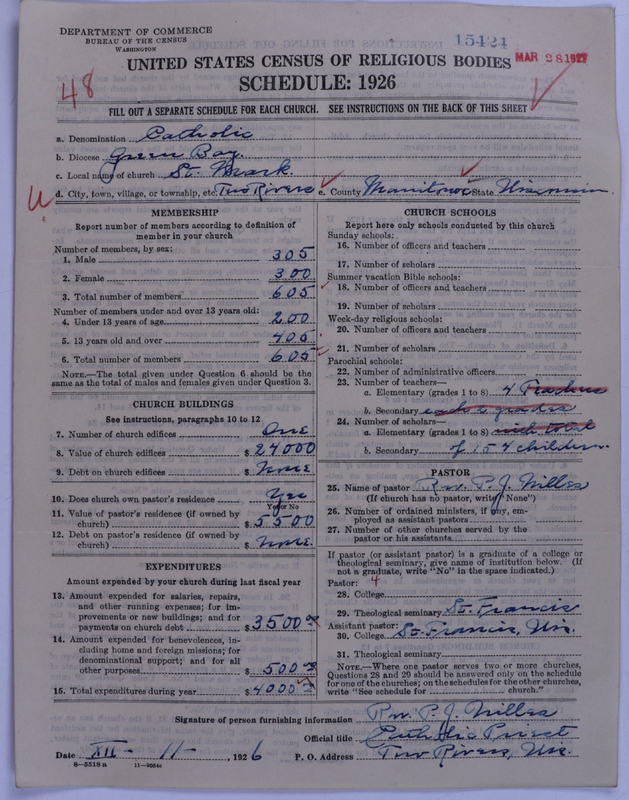 DEPARTMENT OF COMMERCE
BUREAU OF THE CENSUS
WASHINGTON
15424
MAR 28 1927
UNITED STATES CENSUS OF RELIGIOUS BODIES
SCHEDULE: 1926
48
FILL OUT A SEPARATE SCHEDULE FOR EACH CHURCH. SEE INSTRUCTIONS ON THE BACK OF THIS SHEET
a. Denomination Catholic
b. Diocese Green Bay.
c. Local name of church St. Mark.
d. City, town, village, or township, etc. Two Rivers e. County Manitowoc State Wisconsin
MEMBERSHIP
Report number of members according to definition of
member in your church
Number of members, by sex:
1. Male 305
2. Female 300
3. Total number of members 605
Number of members under and over 13 years old:
4. Under 13 years of age 200
5. 13 years old and over 405
6. Total number of members 605
NOTE.—The total given under Question 6 should be the
same as the total of males and females given under Question 3.
CHURCH BUILDINGS
See instructions, paragraphs 10 to 12
7. Number of church edifices One
8. Value of church edifices $ 24000
9. Debt on church edifices $ None
10. Does church own pastor's residence Yes
Yes or No
11. Value of pastor's residence (if owned by
church) $ 5500
12. Debt on pastor's residence (if owned by
church) $ None.
EXPENDITURES
Amount expended by your church during last fiscal year
13. Amount expended for salaries, repairs,
and other running expenses; for im-
provements or new buildings; and for
payments on church debt $ 3500
14. Amount expended for benevolences, in-
cluding home and foreign missions; for
denominational support; and for all
other purposes $ 500
15. Total expenditures during year $ 4000
CHURCH SCHOOLS
Report here only schools conducted by this church
Sunday schools:
16. Number of officers and teachers
17. Number of scholars
Summer vacation Bible schools:
18. Number of officers and teachers
19. Number of scholars
Week-day religious schools:
20. Number of officers and teachers
21. Number of scholars
Parochial schools:
22. Number of administrative officers
23. Number of teachers—
a. Elementary (grades 1 to 8) 4 Teachers
b. Secondary each 2 grades
24. Number of scholars—
a. Elementary (grades 1 to 8) with total
b. Secondary of 154 children.
PASTOR
25. Name of pastor Rev. P. J.
(If church has no pastor, write "None")
26. Number of ordained ministers, if any, em-
ployed as assistant pastors
27. Number of other churches served by the
pastor or his assistants
If pastor (or assistant pastor) is a graduate of a college or
theological seminary, give name of institution below. (If
not a graduate, write "No" in the space indicated.)
Pastor: 4
28. College
29. Theological seminary St. Francis
Assistant pastor:
30. College St. Francis, Wis.
31. Theological seminary
NOTE.—Where one pastor serves two or more churches,
Questions 28 and 29 should be answered only on the schedule
for one of the churches; on the schedules for the other churches,
write "See schedule for church."
Signature of person furnishing information Rev. P. J.
Official title Catholic Priest
Date XII - 11 -, 1926 P. O. Address Two Rivers, Wis.
8—5518 a 11—9054c